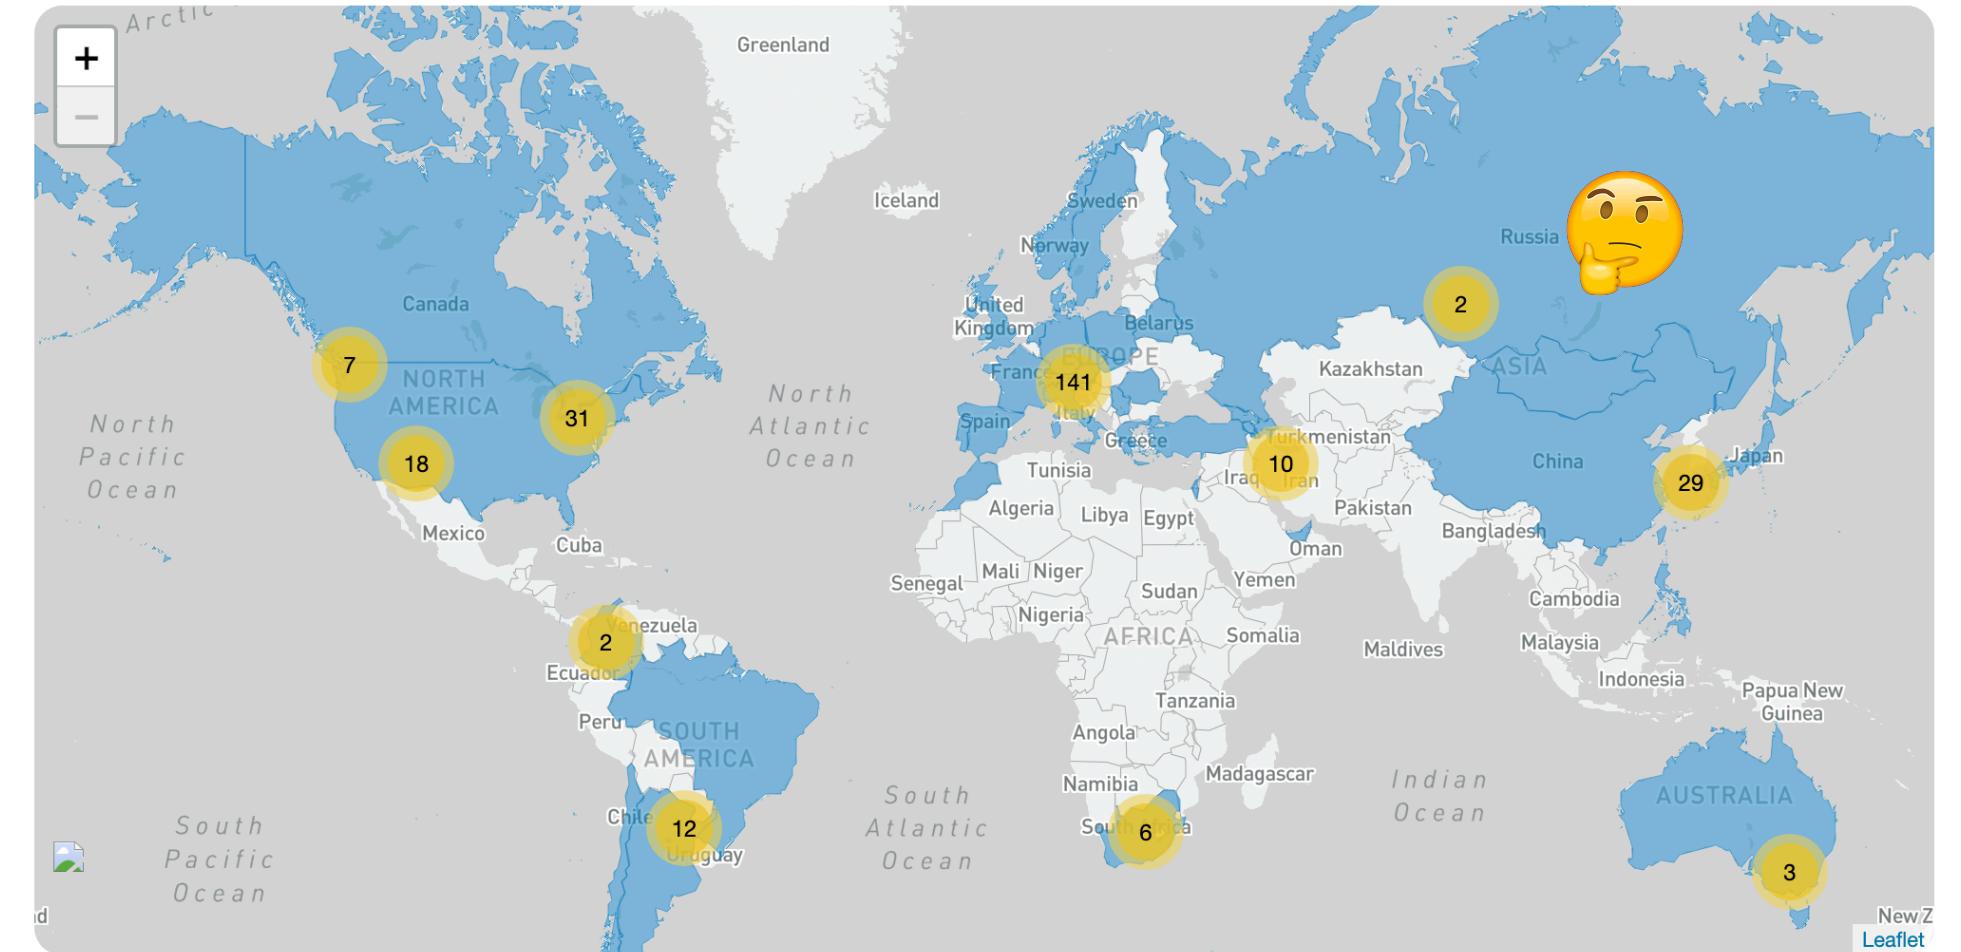 Arctic
+
−
Greenland
Iceland
Sweden
Norway
Russia
2
Canada
United
Kingdom
Belarus
EUROPE
7
NORTH
AMERICA
31
18
North
Pacific
Ocean
North
Atlantic
Ocean
France
141
Italy
Spain
Greece
Kazakhstan
ASIA
Turkmenistan
10
Iraq
Iran
China
Japan
29
Tunisia
Algeria
Libya
Egypt
Pakistan
Bangladesh
Oman
Mexico
Cuba
Senegal
Mali
Niger
Sudan
Yemen
Cambodia
Nigeria
AFRICA
Somalia
Maldives
Malaysia
Indonesia
Papua New
Guinea
2
Venezuela
Ecuador
Peru
SOUTH
AMERICA
Tanzania
Angola
Namibia
Madagascar
Indian
Ocean
AUSTRALIA
Chile
12
Uruguay
South
Pacific
Ocean
South
Atlantic
Ocean
South Africa
6
3
nd
New Z
Leaflet